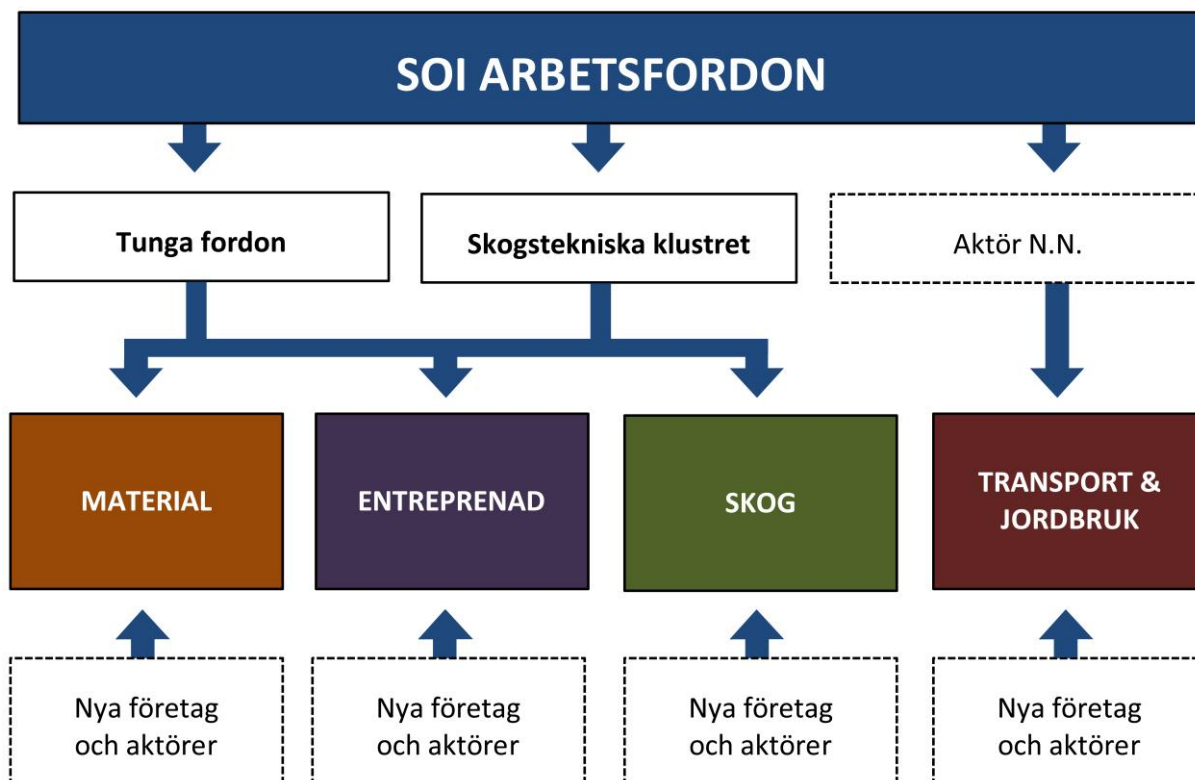 SOI ARBETSFORDON
Tunga fordon
Skogstekniska klustret
Aktör N.N.
MATERIAL
ENTREPRENAD
SKOG
TRANSPORT &
JORDBRUK
Nya företag
och aktörer
Nya företag
och aktörer
Nya företag
och aktörer
Nya företag
och aktörer